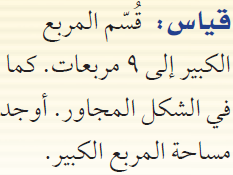 قياس: قُسّم المربع
الكبير إلى ٩ مربعات. كما
في الشكل المجاور. أوجد
مساحة المربع الكبير.